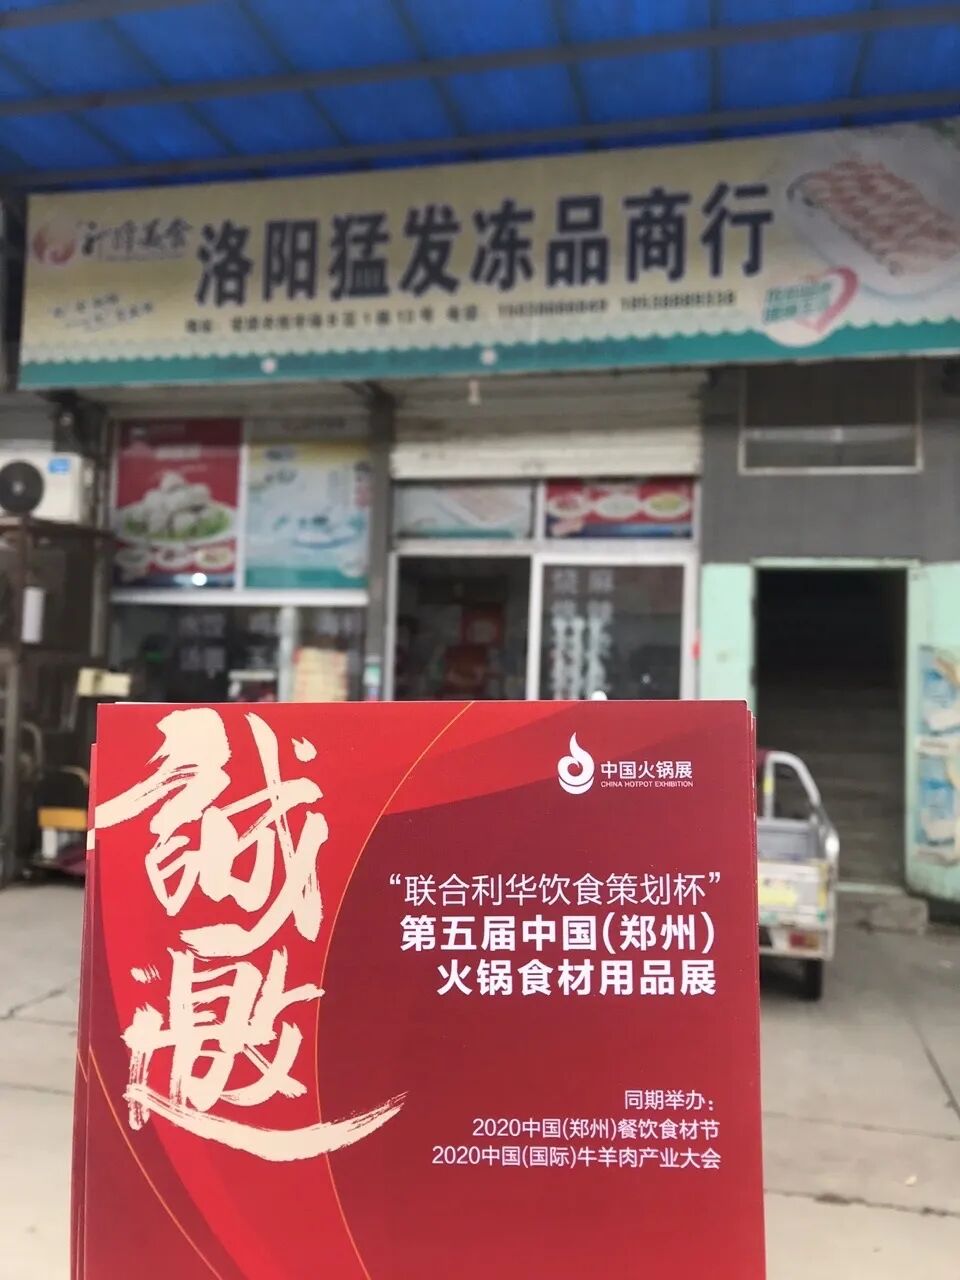 洛阳猛发冻品商行
誠邀
中国火锅展
CHINA HOTPOT EXHIBITION
“联合利华饮食策划杯”
第五届中国(郑州)
火锅食材用品展
同期举办：
2020中国(郑州)餐饮食材节
2020中国(国际)牛羊肉产业大会